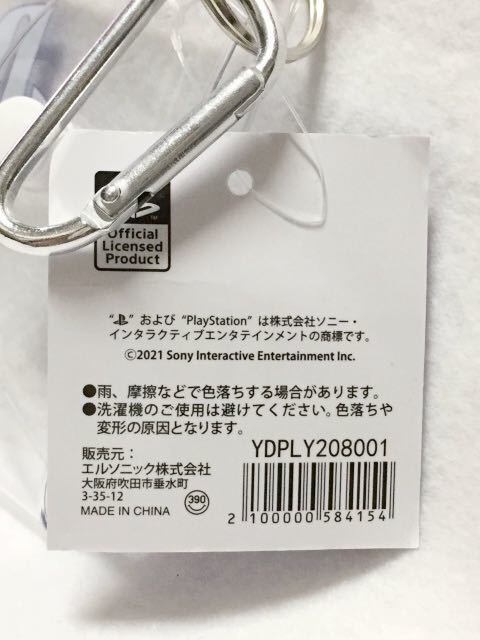 Official
Licensed
Product
“ ” および “PlayStation” は株式会社ソニー・
インタラクティブエンタテインメントの商標です。
©2021 Sony Interactive Entertainment Inc.
●雨、摩擦などで色落ちする場合があります。
●洗濯機のご使用は避けてください。色落ちや
変形の原因となります。
販売元：
エルソニック株式会社
大阪府吹田市垂水町
3-35-12
MADE IN CHINA
390
YDPLY208001
2 100000 584154